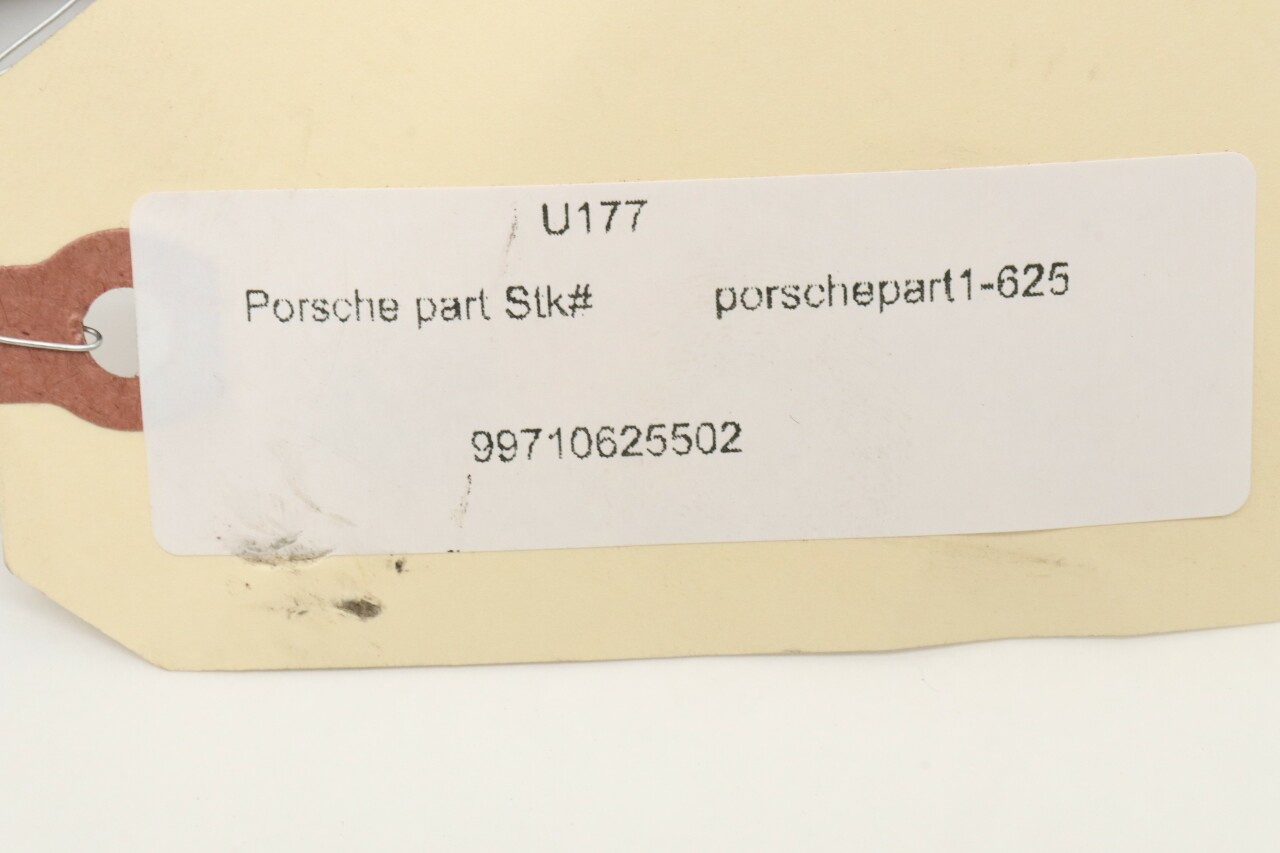 U177
Porsche part Stk# porschepart1-625
99710625502